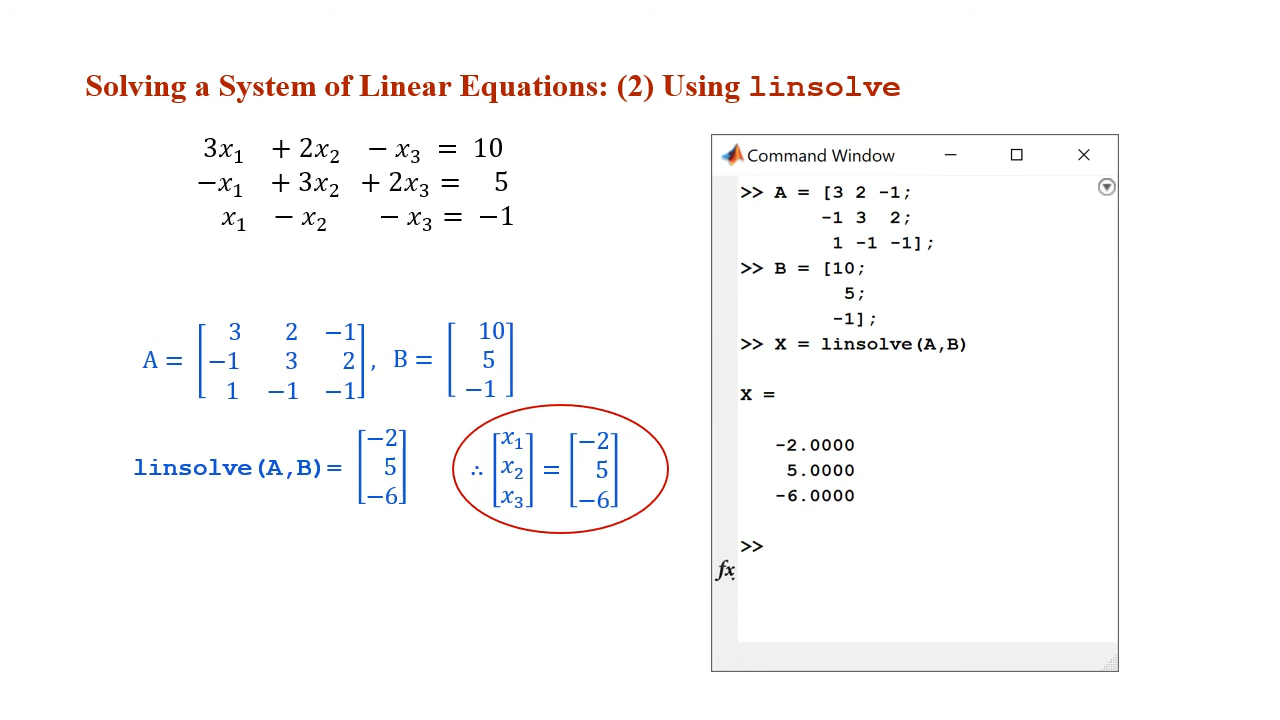 Solving a System of Linear Equations: (2) Using linsolve
3x₁ + 2x₂ − x₃ = 10
−x₁ + 3x₂ + 2x₃ = 5
x₁ − x₂ − x₃ = −1
A = [ 3 2 −1 ] , B = [ 10 ]
−1 3 2 5
1 −1 −1 −1
linsolve(A,B)= [ −2 ]
5
−6
∴ [ x₁ ] = [ −2 ]
x₂ 5
x₃ −6
Command Window
>> A = [3 2 -1;
-1 3 2;
1 -1 -1];
>> B = [10;
5;
-1];
>> X = linsolve(A,B)
X =
-2.0000
5.0000
-6.0000
>>
fx